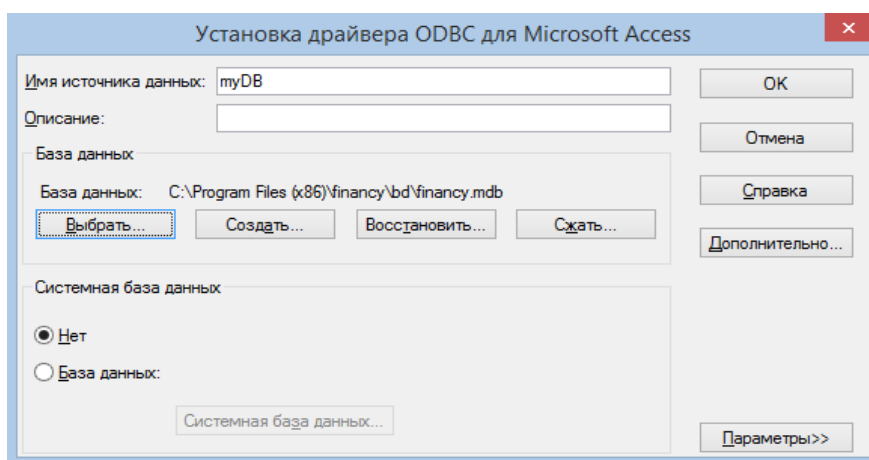 Установка драйвера ODBC для Microsoft Access
Имя источника данных: myDB
OK
Описание:
Отмена
База данных
База данных: C:\Program Files (x86)\financy\bd\financy.mdb
Справка
Выбрать... Создать... Восстановить... Сжать...
Дополнительно...
Системная база данных
Нет
База данных:
Системная база данных...
Параметры>>